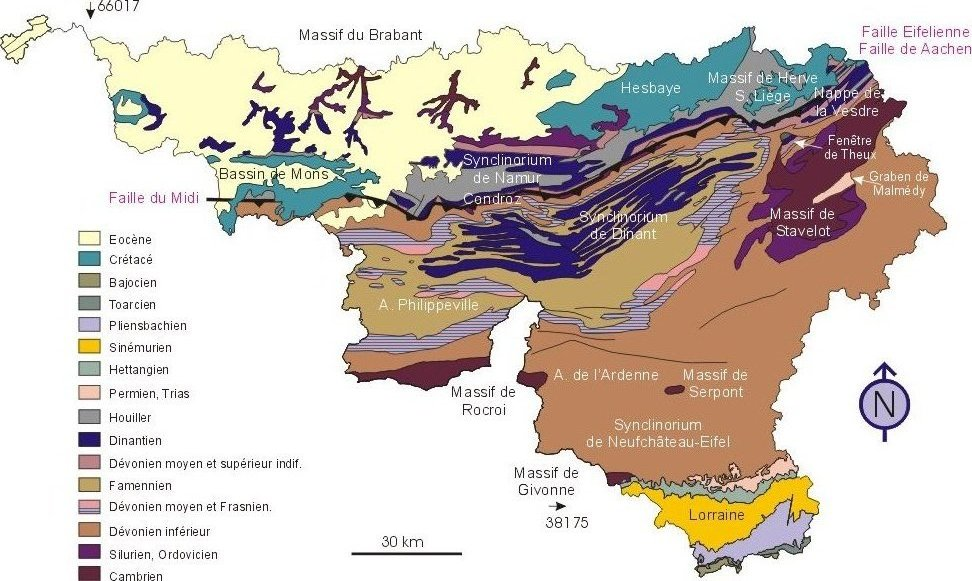 66017
Massif du Brabant
Faille Eifelienne
Faille de Aachen
Massif de Herve
S. Liège
Hesbaye
Nappe de
la Vesdre
Fenêtre
de Theux
Synclinorium
de Namur
Bassin de Mons
Graben de
Malmédy
Faille du Midi
Condroz
Synclinorium
de Dinant
Massif de
Stavelot
A. Philippeville
Eocène
Crétacé
Bajocien
Toarcien
Pliensbachien
Sinémurien
Hettangien
Permien, Trias
Houiller
Dinantien
Dévonien moyen et supérieur indif.
Famennien
Dévonien moyen et Frasnien.
Dévonien inférieur
Silurien, Ordovicien
Cambrien
A. de l'Ardenne
Massif de
Serpont
Massif de
Rocroi
N
Synclinorium
de Neufchâteau-Eifel
Massif de
Givonne
38175
Lorraine
30 km